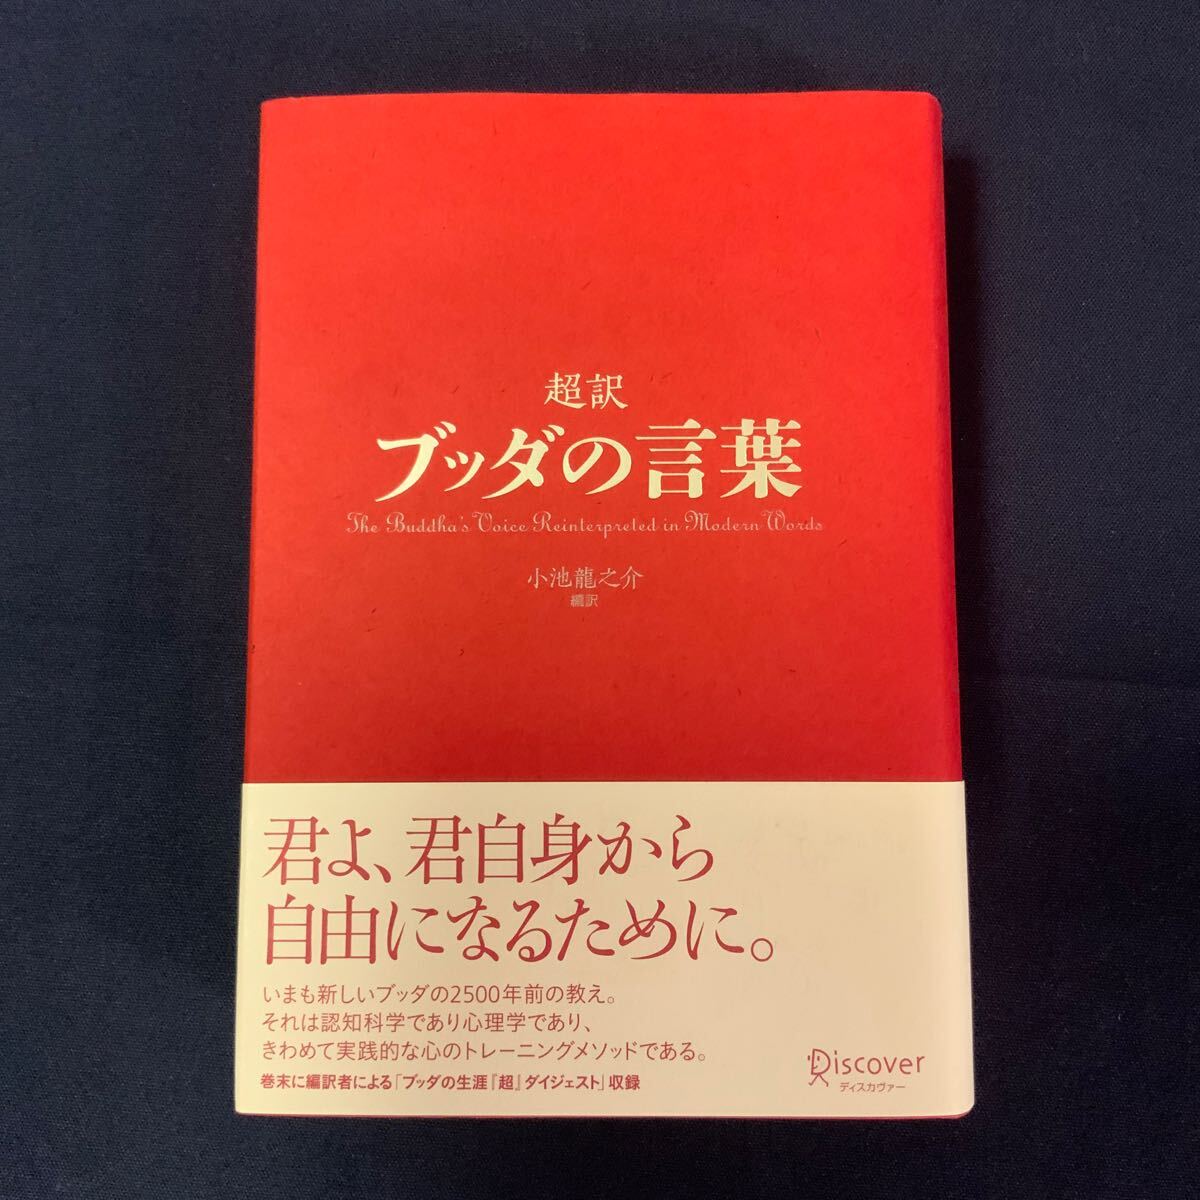 超訳
ブッダの言葉
The Buddha's Voice Reinterpreted in Modern Words
小池龍之介
編訳
君よ、君自身から
自由になるために。
いまも新しいブッダの2500年前の教え。
それは認知科学であり心理学であり、
きわめて実践的な心のトレーニングメソッドである。
巻末に編訳者による「ブッダの生涯『超』ダイジェスト」収録
Discover
ディスカヴァー